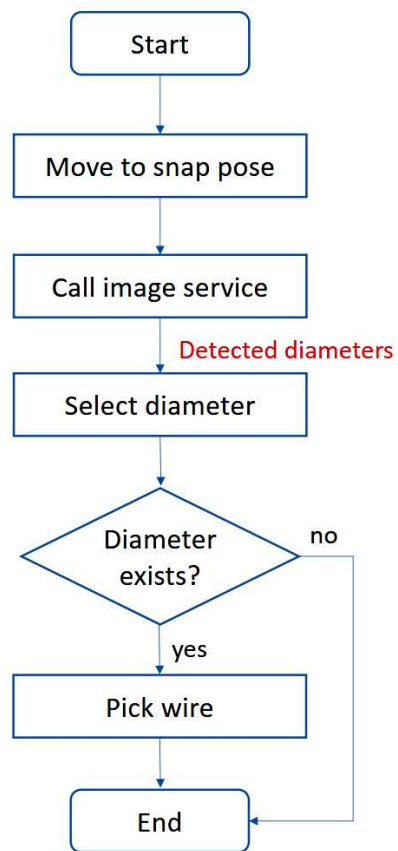 Start
Move to snap pose
Call image service
Detected diameters
Select diameter
Diameter
exists?
no
yes
Pick wire
End